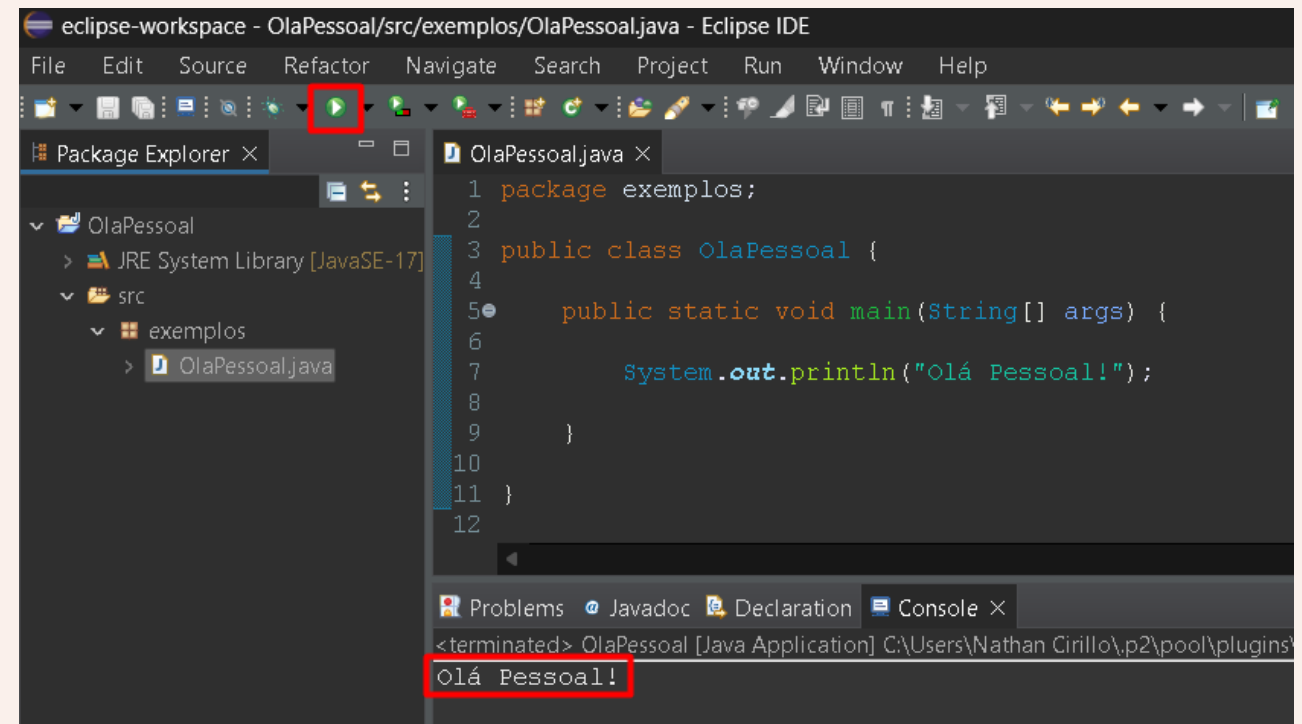 eclipse-workspace - OlaPessoal/src/exemplos/OlaPessoal.java - Eclipse IDE
File Edit Source Refactor Navigate Search Project Run Window Help
Package Explorer
OlaPessoal.java
OlaPessoal
JRE System Library [JavaSE-17]
src
exemplos
OlaPessoal.java
1 package exemplos;
2
3 public class OlaPessoal {
4
5 public static void main(String[] args) {
6
7 System.out.println("Olá Pessoal!");
8
9 }
10
11 }
12
Problems Javadoc Declaration Console
<terminated> OlaPessoal [Java Application] C:\Users\Nathan Cirillo\.p2\pool\plugins\
Olá Pessoal!